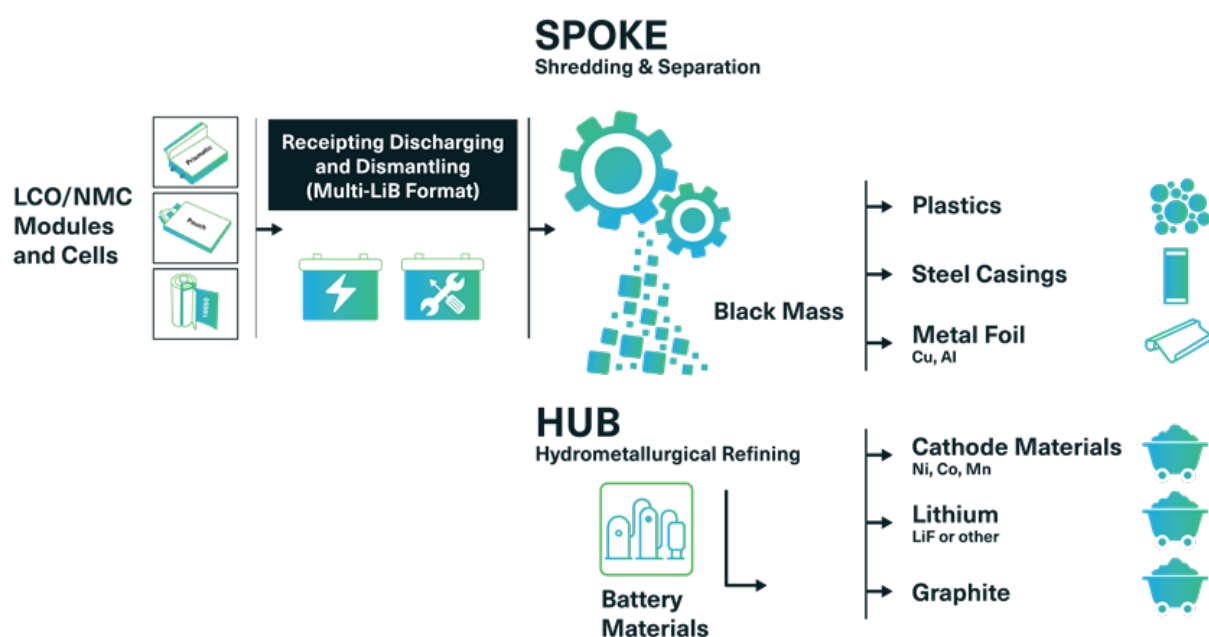 SPOKE
Shredding & Separation
LCO/NMC
Modules
and Cells
Prismatic
Pouch
18650
Receipting Discharging
and Dismantling
(Multi-LiB Format)
Black Mass
Plastics
Steel Casings
Metal Foil
Cu, Al
HUB
Hydrometallurgical Refining
Battery
Materials
Cathode Materials
Ni, Co, Mn
Lithium
LiF or other
Graphite